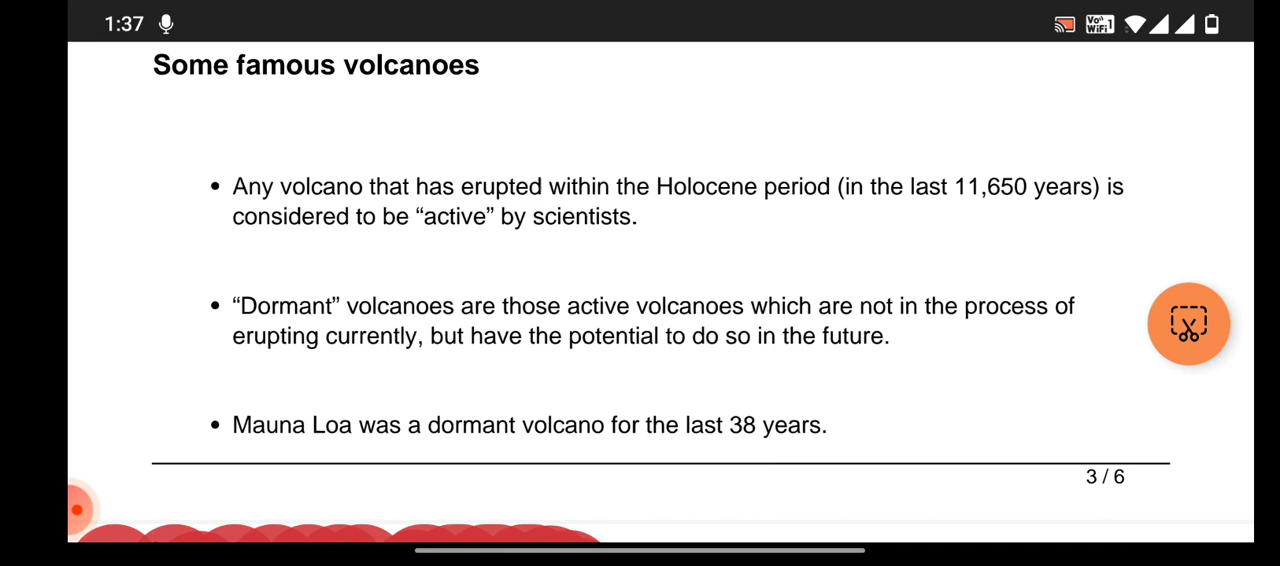 1:37
Vo)) WiFi 1
Some famous volcanoes
• Any volcano that has erupted within the Holocene period (in the last 11,650 years) is
considered to be “active” by scientists.
• “Dormant” volcanoes are those active volcanoes which are not in the process of
erupting currently, but have the potential to do so in the future.
• Mauna Loa was a dormant volcano for the last 38 years.
3 / 6